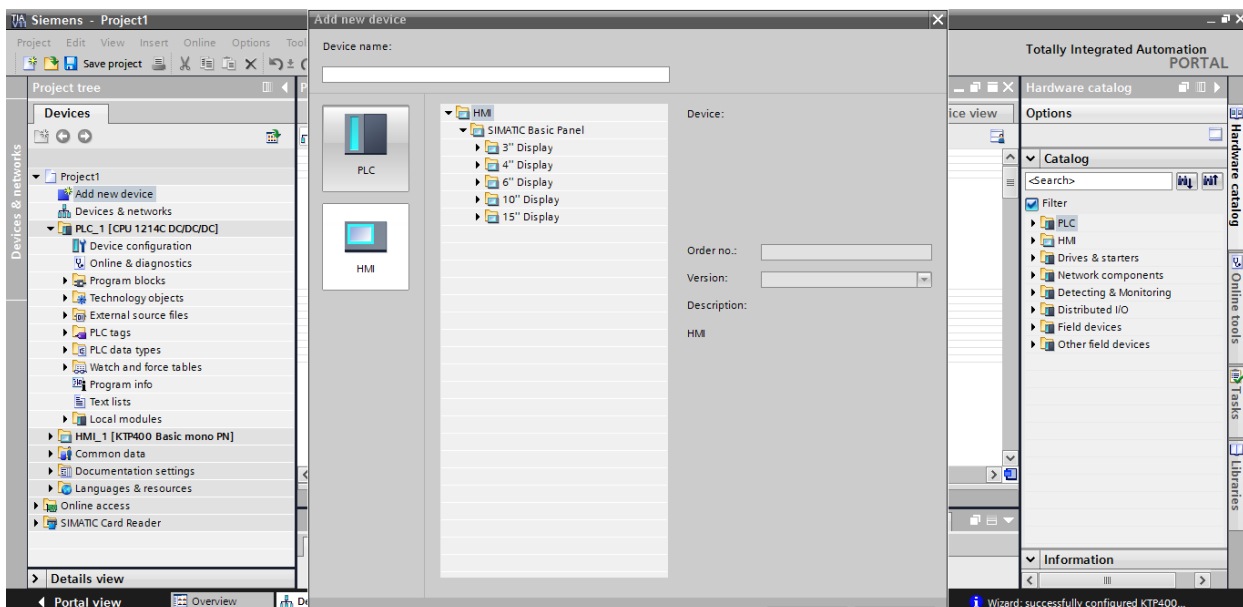 Siemens - Project1
Project Edit View Insert Online Options Tool
Save project
Totally Integrated Automation
PORTAL
Project tree
Devices
Devices & networks
Project1
Add new device
Devices & networks
PLC_1 [CPU 1214C DC/DC/DC]
Device configuration
Online & diagnostics
Program blocks
Technology objects
External source files
PLC tags
PLC data types
Watch and force tables
Program info
Text lists
Local modules
HMI_1 [KTP400 Basic mono PN]
Common data
Documentation settings
Languages & resources
Online access
SIMATIC Card Reader
Details view
Portal view
Overview
De
Add new device
Device name:
PLC
HMI
HMI
SIMATIC Basic Panel
3'' Display
4'' Display
6'' Display
10'' Display
15'' Display
Device:
Order no.:
Version:
Description:
HMI
ice view
Hardware catalog
Options
Catalog
<Search>
Filter
PLC
HMI
Drives & starters
Network components
Detecting & Monitoring
Distributed I/O
Field devices
Other field devices
Information
Hardware catalog
Online tools
Tasks
Libraries
Wizard: successfully configured KTP400...